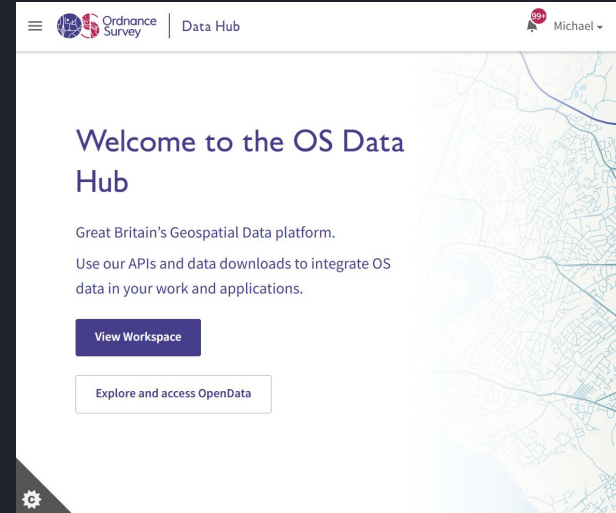 Ordnance
Survey
Data Hub
99+
Michael
Welcome to the OS Data
Hub
Great Britain’s Geospatial Data platform.
Use our APIs and data downloads to integrate OS
data in your work and applications.
View Workspace
Explore and access OpenData
C